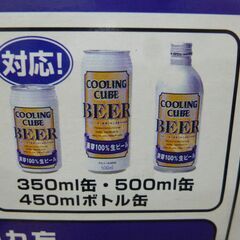 対応!
COOLING CUBE
BEER
麦芽100%生ビール
COOLING CUBE
BEER
麦芽100%生ビール
500ml
COOLING CUBE
BEER
麦芽100%生ビール
350ml缶・500ml缶
450mlボトル缶